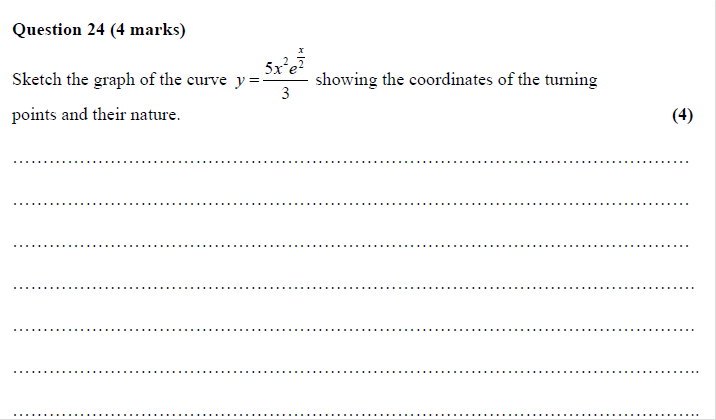 Question 24 (4 marks)
Sketch the graph of the curve y = \frac{5x^2 e^{\frac{x}{2}}}{3} showing the coordinates of the turning
points and their nature. (4)